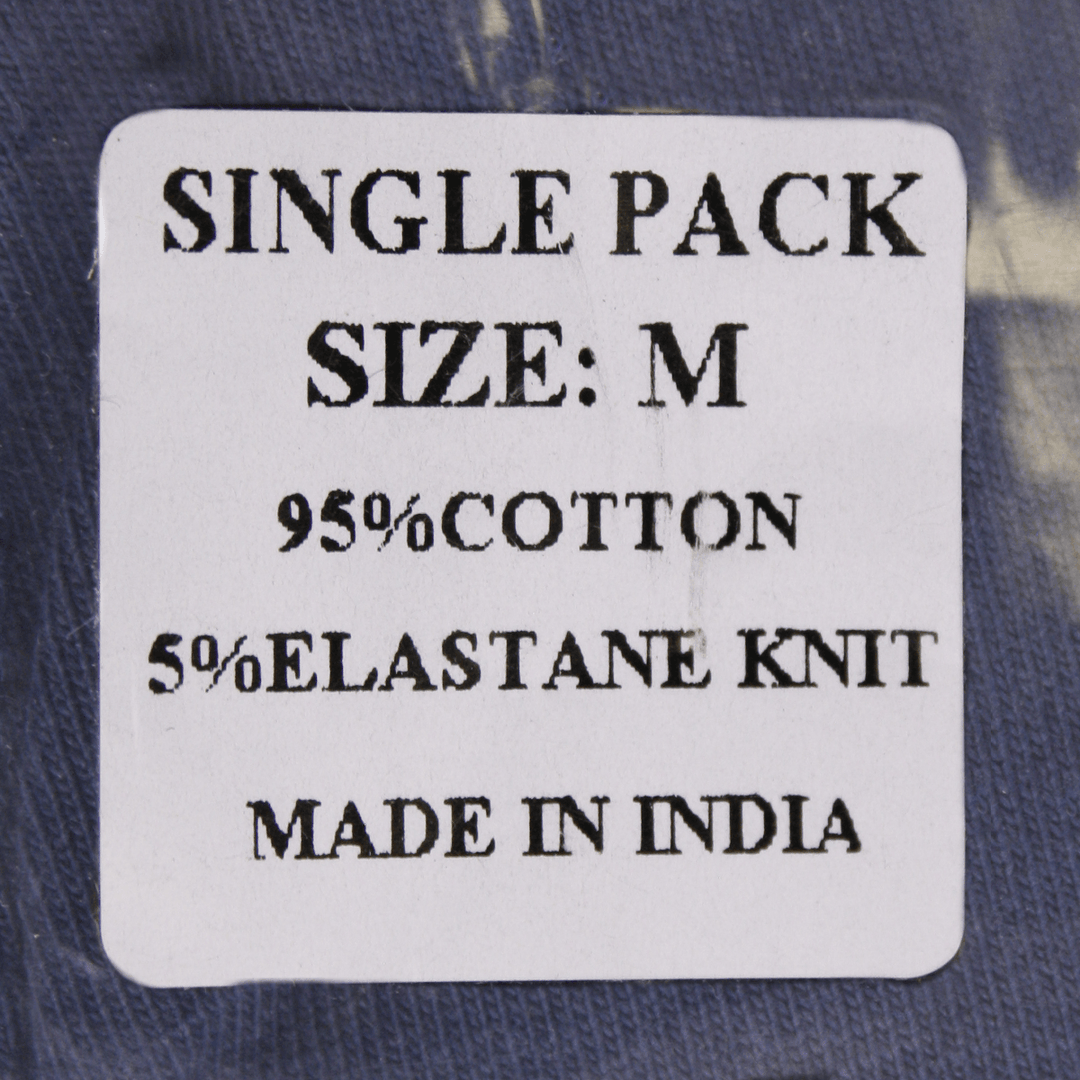 SINGLE PACK
SIZE: M
95%COTTON
5%ELASTANE KNIT
MADE IN INDIA